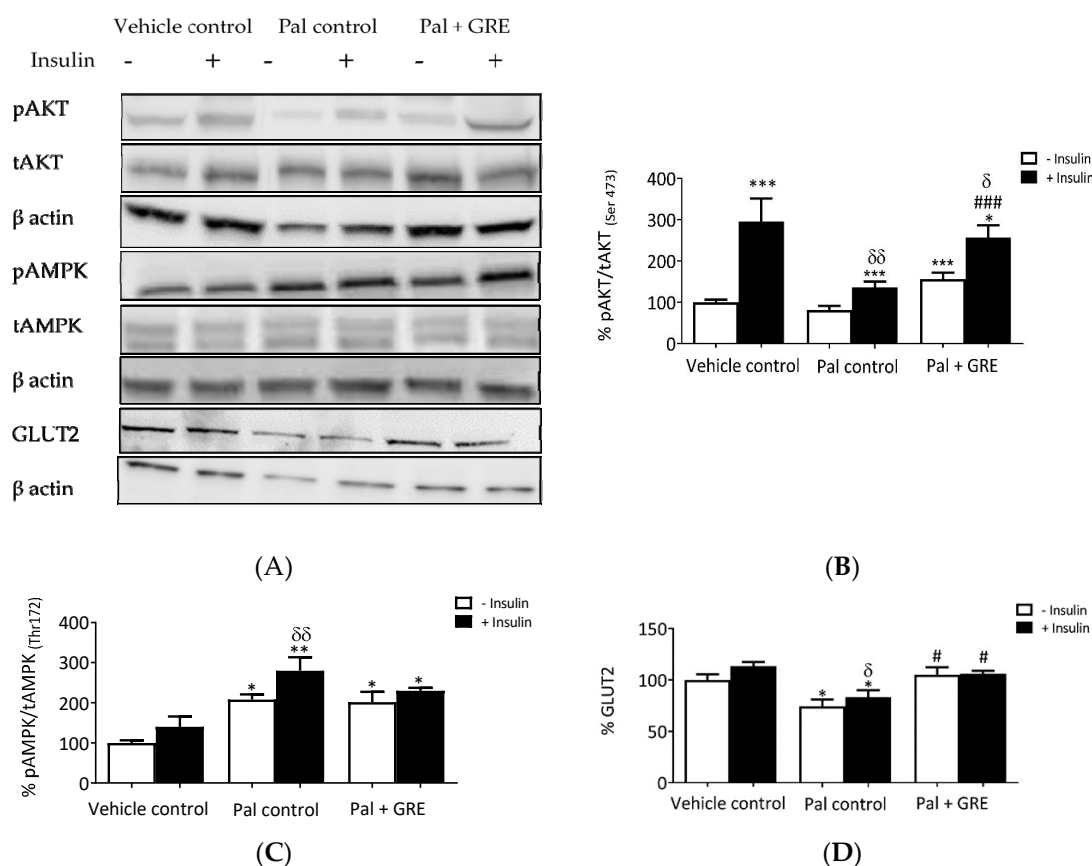 Vehicle control Pal control Pal + GRE
Insulin - + - + - +
pAKT
tAKT
β actin
pAMPK
tAMPK
β actin
GLUT2
β actin
(A)
- Insulin
+ Insulin
% pAKT/tAKT (Ser 473)
400
300
200
100
0
***
δδ
***
***
δ
###
*
Vehicle control Pal control Pal + GRE
(B)
- Insulin
+ Insulin
% pAMPK/tAMPK (Thr172)
400
300
200
100
0
*
δδ
**
*
*
Vehicle control Pal control Pal + GRE
(C)
- Insulin
+ Insulin
% GLUT2
150
100
50
0
*
δ
*
#
#
Vehicle control Pal control Pal + GRE
(D)